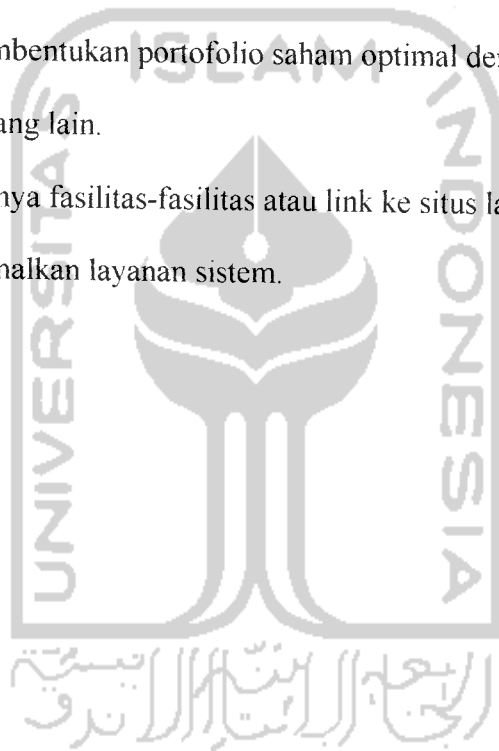 mbentukan portofolio saham optimal de
ang lain.
nya fasilitas-fasilitas atau link ke situs la
nalkan layanan sistem.
UNIVERSITAS
ISLAM
INDONESIA